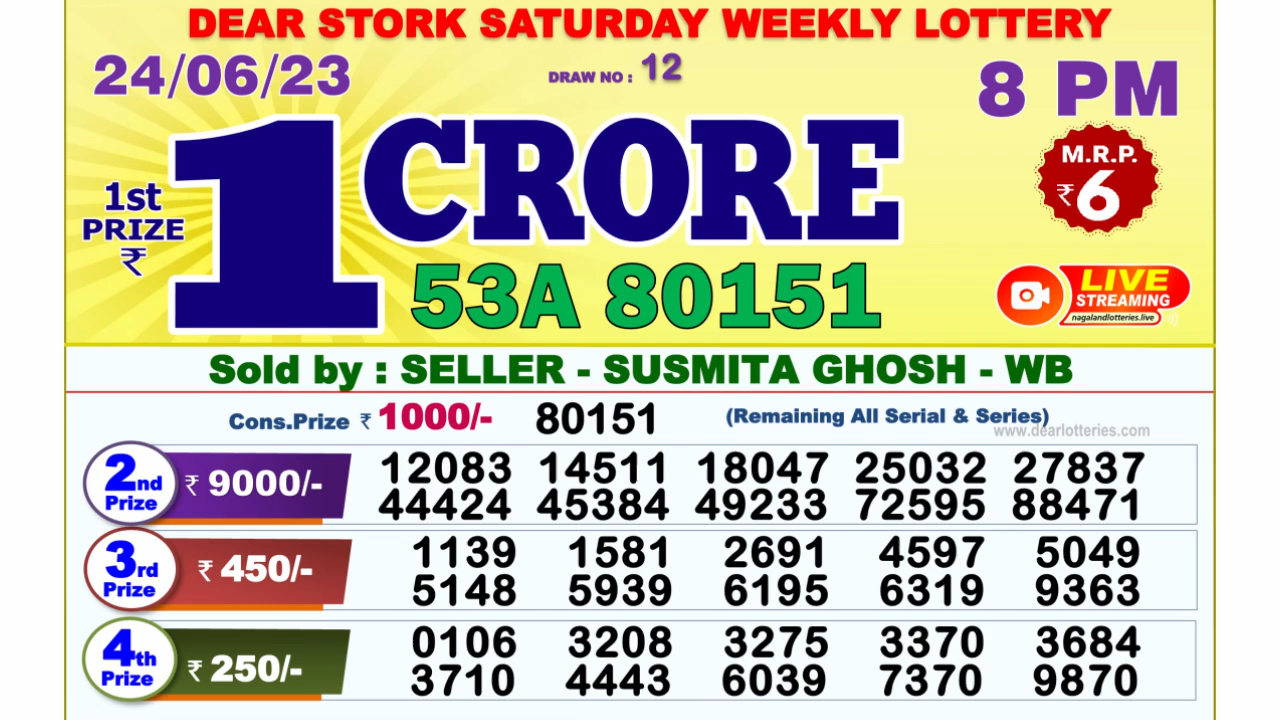 DEAR STORK SATURDAY WEEKLY LOTTERY
24/06/23
DRAW NO : 12
8 PM
1st
PRIZE
₹
1 CRORE
M.R.P.
₹ 6
53A 80151
LIVE
STREAMING
nagalandlotteries.live
Sold by : SELLER - SUSMITA GHOSH - WB
Cons.Prize ₹ 1000/- 80151 (Remaining All Serial & Series)
www.dearlotteries.com
2nd Prize ₹ 9000/-
12083 14511 18047 25032 27837
44424 45384 49233 72595 88471
3rd Prize ₹ 450/-
1139 1581 2691 4597 5049
5148 5939 6195 6319 9363
4th Prize ₹ 250/-
0106 3208 3275 3370 3684
3710 4443 6039 7370 9870